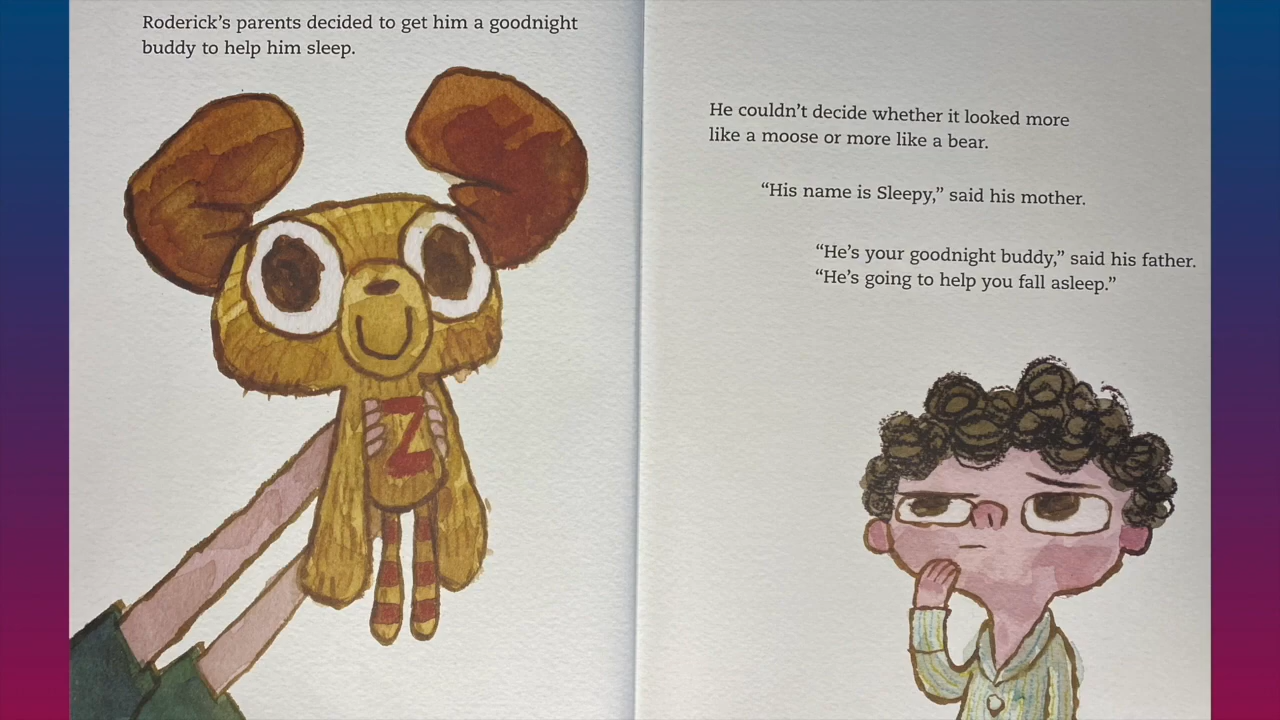 Roderick’s parents decided to get him a goodnight
buddy to help him sleep.
Z
He couldn’t decide whether it looked more
like a moose or more like a bear.
“His name is Sleepy,” said his mother.
“He’s your goodnight buddy,” said his father.
“He’s going to help you fall asleep.”